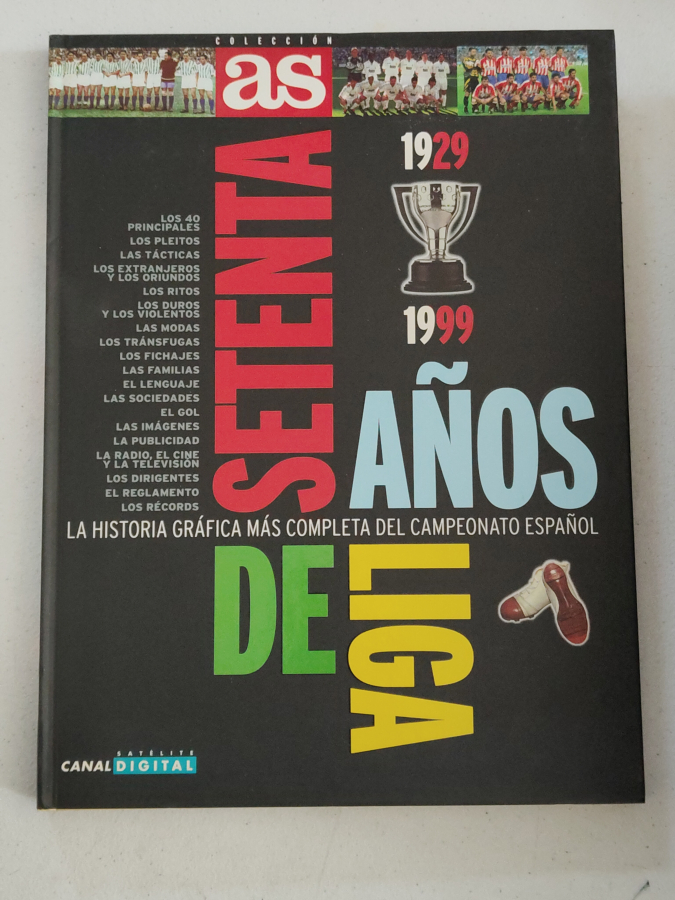 COLECCIÓN
as
SETENTA
AÑOS
DE
LIGA
1929
1999
LOS 40
PRINCIPALES
LOS PLEITOS
LAS TÁCTICAS
LOS EXTRANJEROS
Y LOS ORIUNDOS
LOS RITOS
LOS DUROS
Y LOS VIOLENTOS
LAS MODAS
LOS TRÁNSFUGAS
LOS FICHAJES
LAS FAMILIAS
EL LENGUAJE
LAS SOCIEDADES
EL GOL
LAS IMÁGENES
LA PUBLICIDAD
LA RADIO, EL CINE
Y LA TELEVISIÓN
LOS DIRIGENTES
EL REGLAMENTO
LOS RÉCORDS
LA HISTORIA GRÁFICA MÁS COMPLETA DEL CAMPEONATO ESPAÑOL
SATÉLITE
CANAL DIGITAL